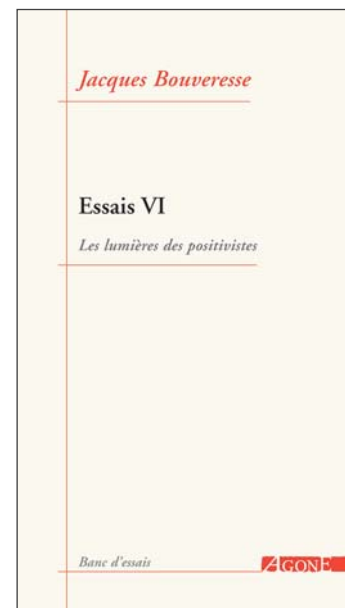 Jacques Bouveresse
Essais VI
Les lumières des positivistes
Banc d'essais
AGONE